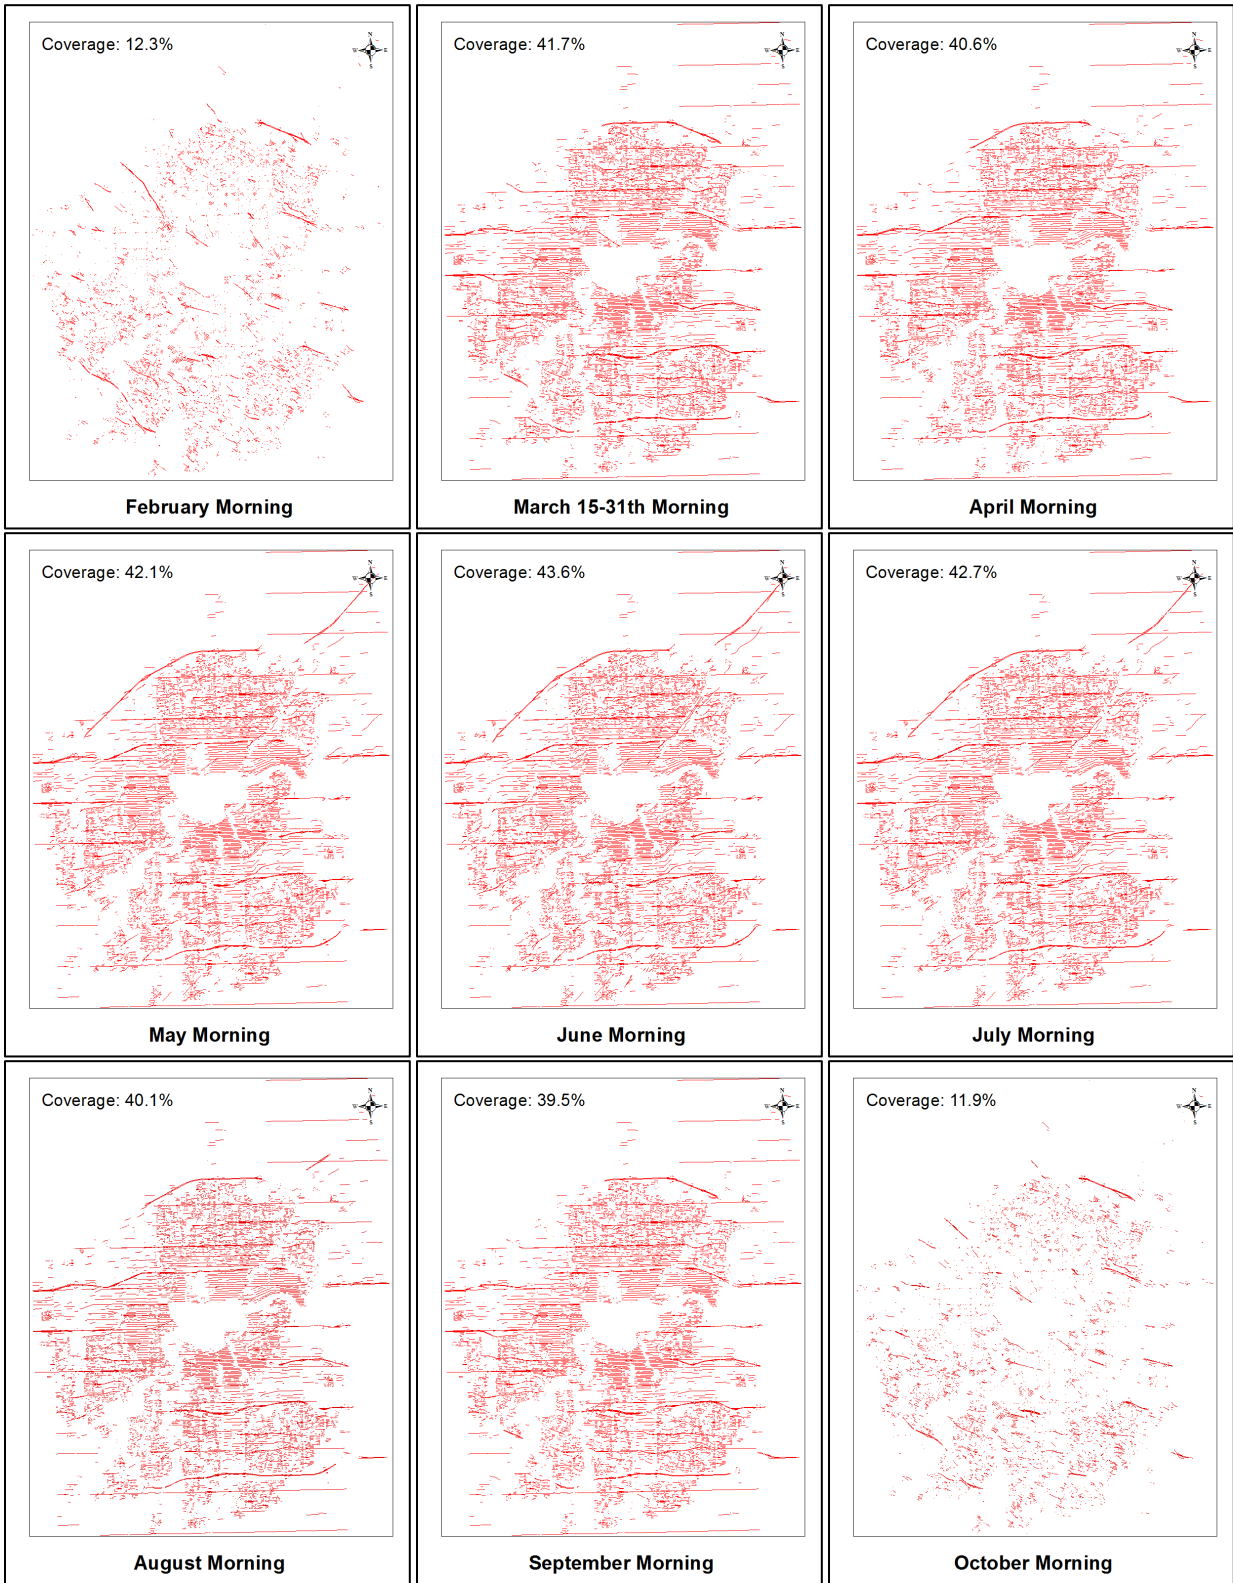 Coverage: 12.3%
N
W E
S
February Morning
Coverage: 41.7%
N
W E
S
March 15-31th Morning
Coverage: 40.6%
N
W E
S
April Morning
Coverage: 42.1%
N
W E
S
May Morning
Coverage: 43.6%
N
W E
S
June Morning
Coverage: 42.7%
N
W E
S
July Morning
Coverage: 40.1%
N
W E
S
August Morning
Coverage: 39.5%
N
W E
S
September Morning
Coverage: 11.9%
N
W E
S
October Morning